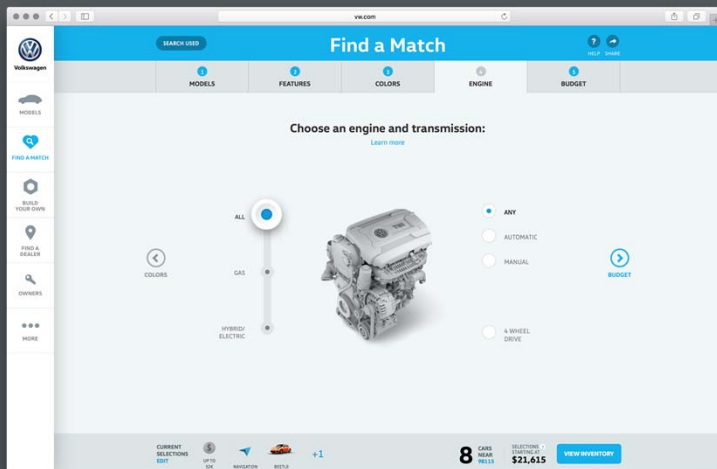 vw.com
Volkswagen
SEARCH USED
Find a Match
?
HELP SHARE
1
MODELS
2
FEATURES
3
COLORS
4
ENGINE
5
BUDGET
MODELS
FIND A MATCH
BUILD
YOUR OWN
FIND A
DEALER
OWNERS
MORE
Choose an engine and transmission:
Learn more
ALL
GAS
HYBRID/
ELECTRIC
COLORS
ANY
AUTOMATIC
MANUAL
4 WHEEL
DRIVE
BUDGET
CURRENT
SELECTIONS
EDIT
$
UP TO
NAVIGATION
BEETLE
+1
8
CARS
NEAR
98115
SELECTIONS
STARTING AT
$21,615
VIEW INVENTORY